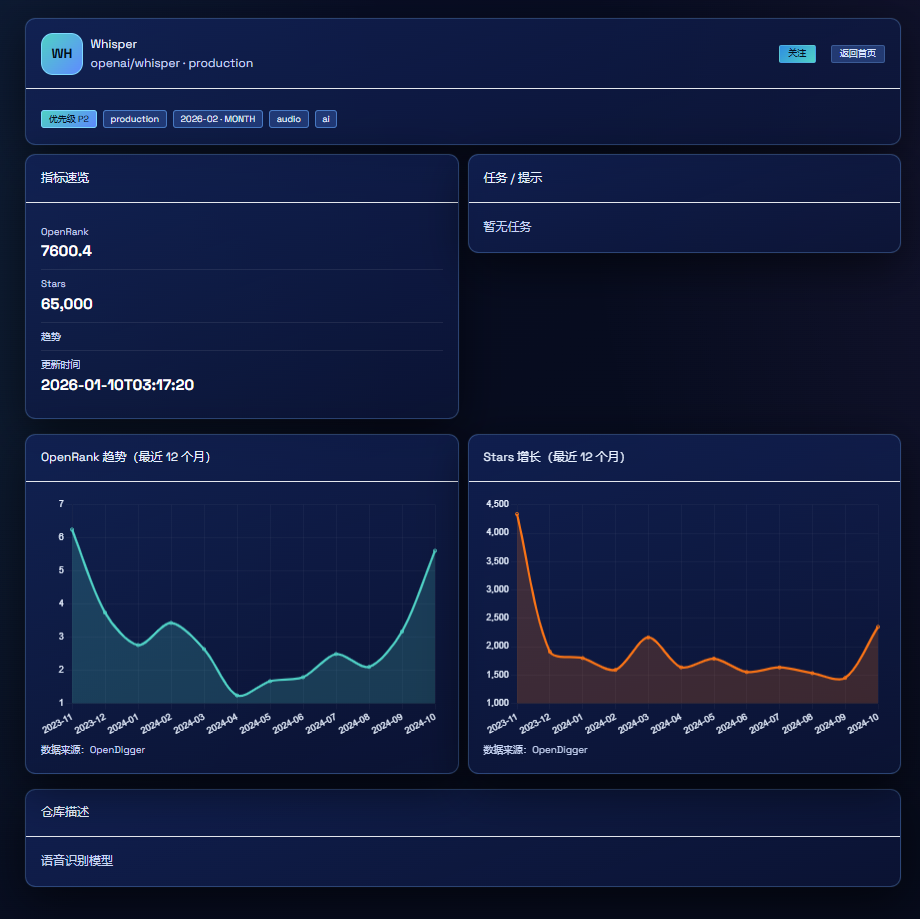 WH
Whisper
openai/whisper · production
关注
返回首页
优先级 P2
production
2026-02 · MONTH
audio
ai
指标速览
OpenRank
7600.4
Stars
65,000
趋势
更新时间
2026-01-10T03:17:20
任务 / 提示
暂无任务
OpenRank 趋势（最近 12 个月）
7
6
5
4
3
2
1
2023-11
2023-12
2024-01
2024-02
2024-03
2024-04
2024-05
2024-06
2024-07
2024-08
2024-09
2024-10
数据来源：OpenDigger
Stars 增长（最近 12 个月）
4,500
4,000
3,500
3,000
2,500
2,000
1,500
1,000
2023-11
2023-12
2024-01
2024-02
2024-03
2024-04
2024-05
2024-06
2024-07
2024-08
2024-09
2024-10
数据来源：OpenDigger
仓库描述
语音识别模型